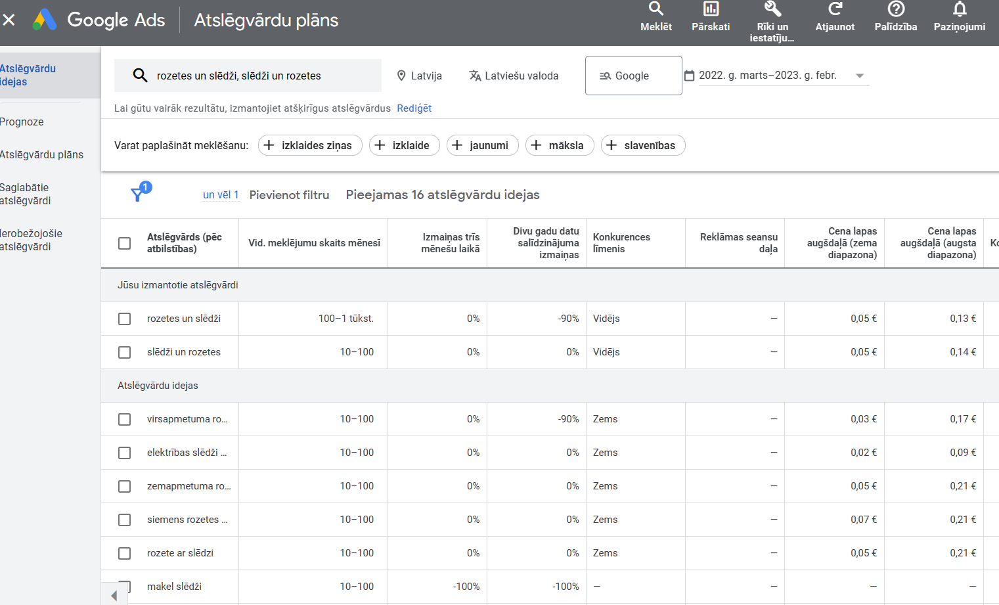 Google Ads
Atslēgvārdu plāns
Meklēt
Pārskati
Rīki un
iestatīju...
Atjaunot
Palīdzība
Paziņojumi
Atslēgvārdu
idejas
Prognoze
Atslēgvārdu plāns
Saglabātie
atslēgvārdi
Ierobežojošie
atslēgvārdi
rozetes un slēdži, slēdži un rozetes
Latvija
Latviešu valoda
Google
2022. g. marts–2023. g. febr.
Lai gūtu vairāk rezultātu, izmantojiet atšķirīgus atslēgvārdus Rediģēt
Varat paplašināt meklēšanu: izklaides ziņas izklaide jaunumi māksla slavenības
1
un vēl 1 Pievienot filtru Pieejamas 16 atslēgvārdu idejas
Atslēgvārds (pēc
atbilstības)
Vid. meklējumu skaits mēnesī
Izmaiņas trīs
mēnešu laikā
Divu gadu datu
salīdzinājuma
izmaiņas
Konkurences
līmenis
Reklāmas seansu
daļa
Cena lapas
augšdaļā (zema
diapazona)
Cena lapas
augšdaļā (augsta
diapazona)
Ko
Jūsu izmantotie atslēgvārdi
rozetes un slēdži 100–1 tūkst. 0% -90% Vidējs — 0,05 € 0,13 €
slēdži un rozetes 10–100 0% 0% Vidējs — 0,05 € 0,14 €
Atslēgvārdu idejas
virsapmetuma ro... 10–100 0% -90% Zems — 0,03 € 0,17 €
elektrības slēdži ... 10–100 0% 0% Zems — 0,02 € 0,09 €
zemapmetuma ro... 10–100 0% 0% Zems — 0,05 € 0,21 €
siemens rozetes ... 10–100 0% 0% Zems — 0,07 € 0,21 €
rozete ar slēdzi 10–100 0% 0% Zems — 0,05 € 0,21 €
makel slēdži 10–100 -100% -100% — — — —